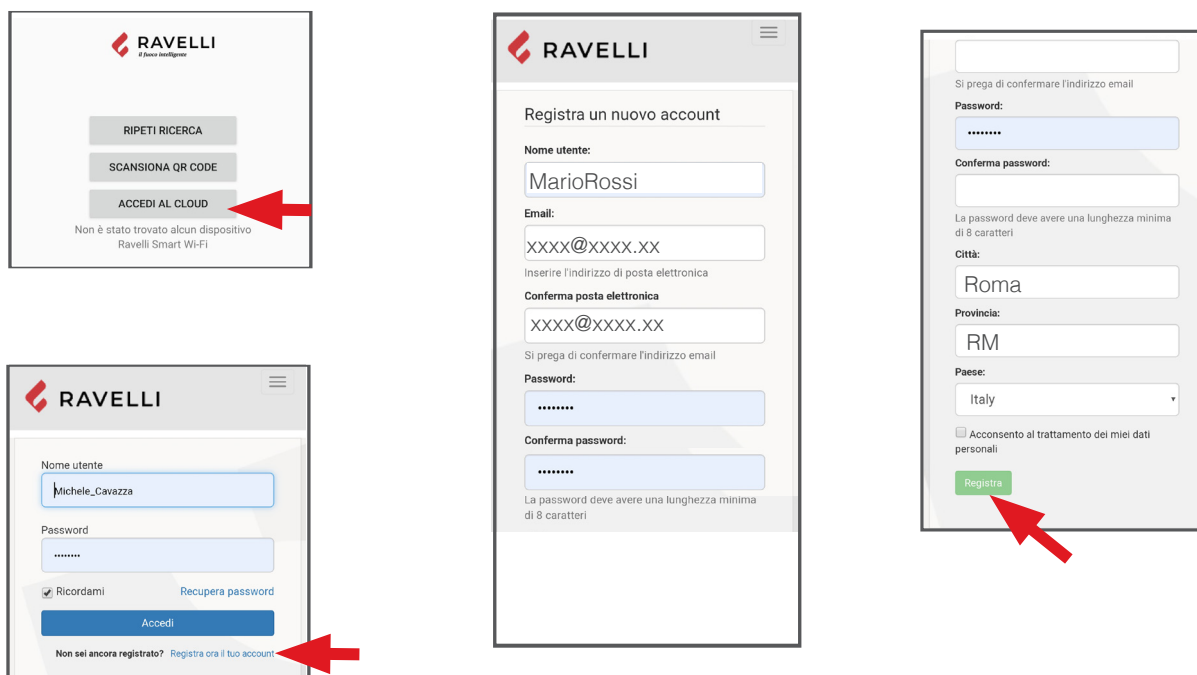 RAVELLI
il fuoco intelligente
RIPETI RICERCA
SCANSIONA QR CODE
ACCEDI AL CLOUD
Non è stato trovato alcun dispositivo
Ravelli Smart Wi-Fi
RAVELLI
Nome utente
Michele_Cavazza
Password
••••••••
Ricordami
Recupera password
Accedi
Non sei ancora registrato? Registra ora il tuo account
RAVELLI
Registra un nuovo account
Nome utente:
MarioRossi
Email:
xxxx@xxxx.xx
Inserire l'indirizzo di posta elettronica
Conferma posta elettronica
xxxx@xxxx.xx
Si prega di confermare l'indirizzo email
Password:
••••••••
Conferma password:
••••••••
La password deve avere una lunghezza minima
di 8 caratteri
Si prega di confermare l'indirizzo email
Password:
••••••••
Conferma password:
La password deve avere una lunghezza minima
di 8 caratteri
Città:
Roma
Provincia:
RM
Paese:
Italy
Acconsento al trattamento dei miei dati
personali
Registra